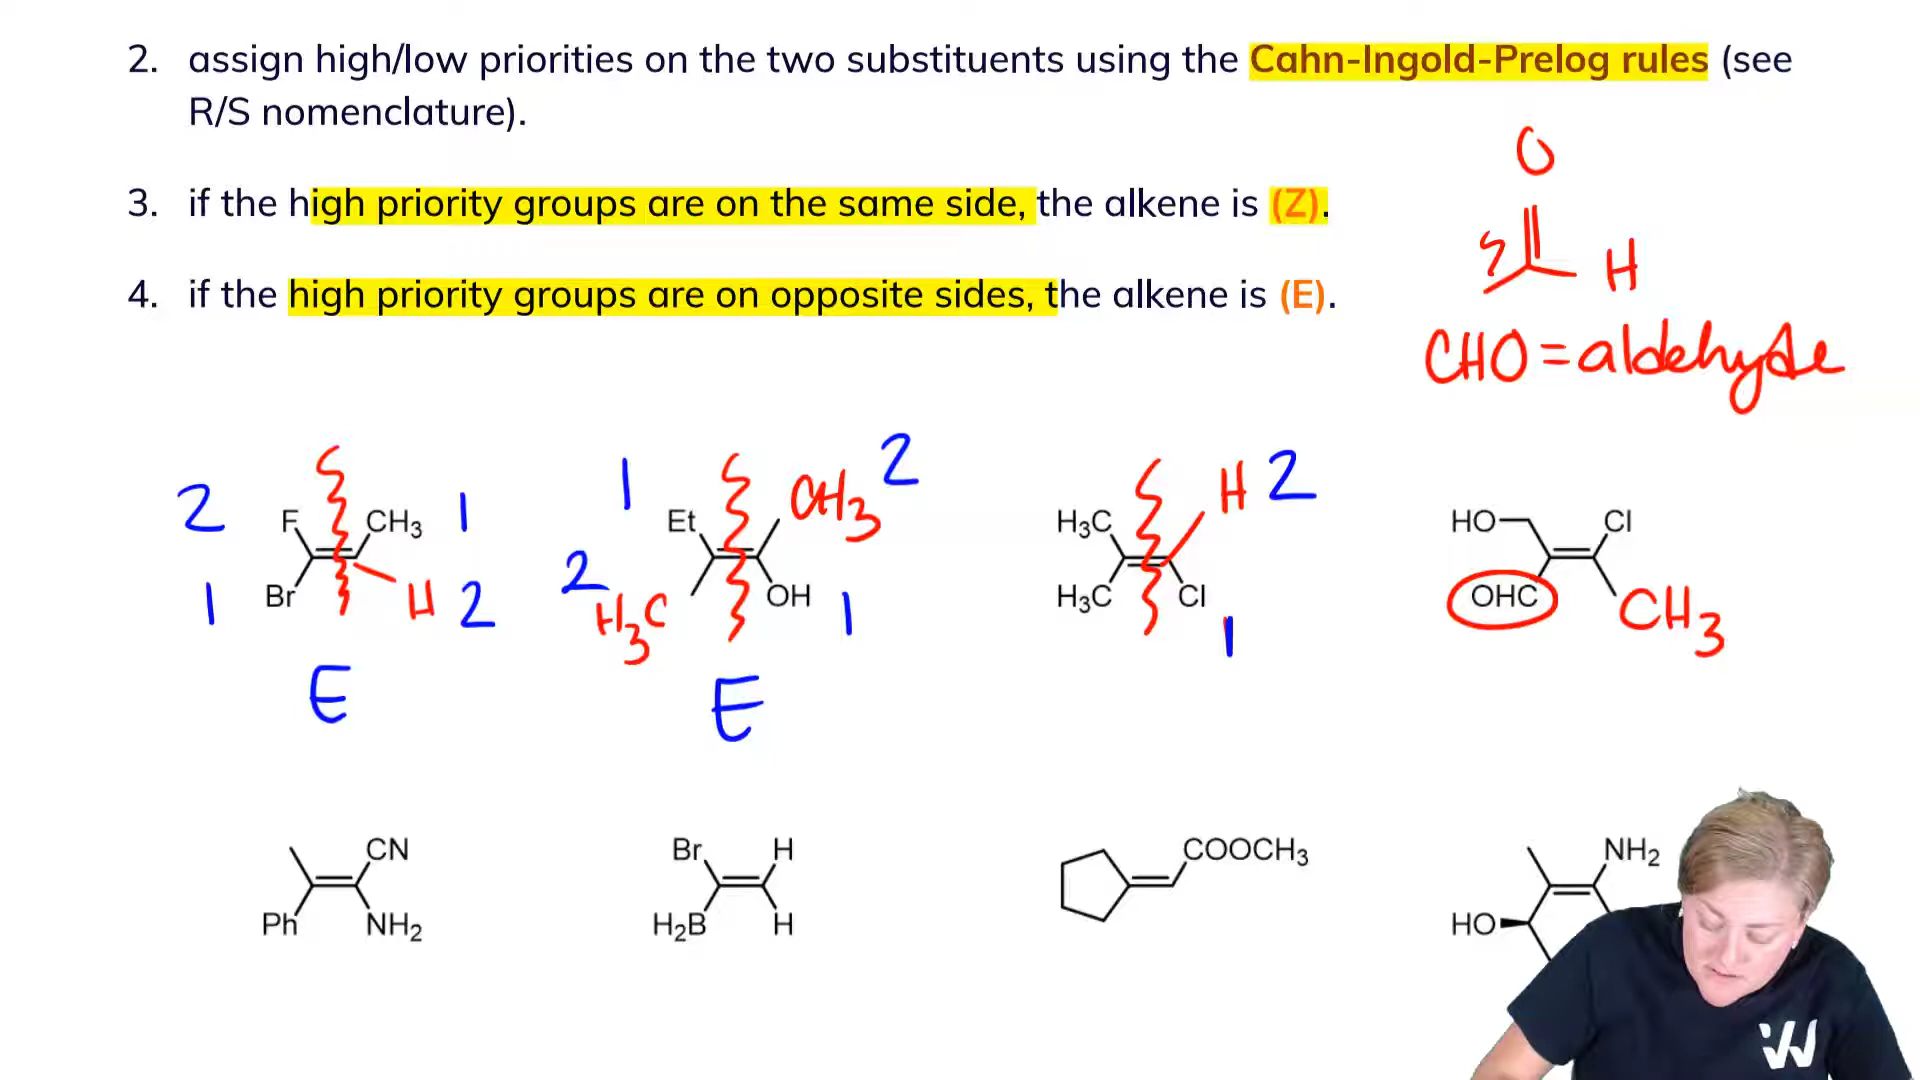 2. assign high/low priorities on the two substituents using the Cahn-Ingold-Prelog rules (see
R/S nomenclature).
3. if the high priority groups are on the same side, the alkene is (Z).
4. if the high priority groups are on opposite sides, the alkene is (E).
O
H
CHO = aldehyde
2 F CH3 1
1 Br H 2
E
1 Et CH3 2
2 H3C OH 1
E
H3C H 2
H3C Cl
1
HO Cl
OHC CH3
CN
Ph NH2
Br H
H2B H
COOCH3
NH2
HO
W